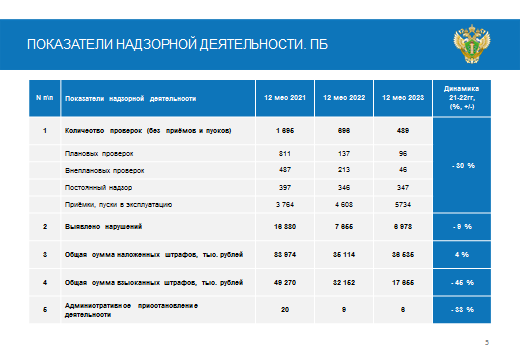 ПОКАЗАТЕЛИ НАДЗОРНОЙ ДЕЯТЕЛЬНОСТИ. ПБ
N п\п Показатели надзорной деятельности 12 мес 2021 12 мес 2022 12 мес 2023 Динамика 21-22гг, (%, +/-)
1 Количество проверок (без приёмов и пусков) 1 695 696 489 - 30 %
Плановых проверок 811 137 96
Внеплановых проверок 487 213 46
Постоянный надзор 397 346 347
Приёмки, пуски в эксплуатацию 3 764 4 608 5734
2 Выявлено нарушений 16 880 7 655 6 978 - 9 %
3 Общая сумма наложенных штрафов, тыс. рублей 83 974 35 114 36 535 4 %
4 Общая сумма взысканных штрафов, тыс. рублей 49 270 32 152 17 655 - 45 %
5 Административное приостановление деятельности 20 9 6 - 33 %
5